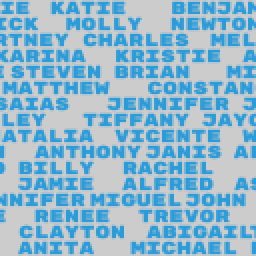 IE KATIE BENJAN
ICK MOLLY NEWTON
RTNEY CHARLES MEL
KARINA KRISTIE A
E STEVEN BRIAN MI
MATTHEW CONSTAN
SAIAS JENNIFER J
LEY TIFFANY JAYC
ATALIA VICENTE W
ANTHONY JANIS AL
BILLY RACHEL
JAMIE ALFRED AS
NNIFER MIGUEL JOHN
E RENEE TREVOR
CLAYTON ABIGAIL
ANITA MICHAEL